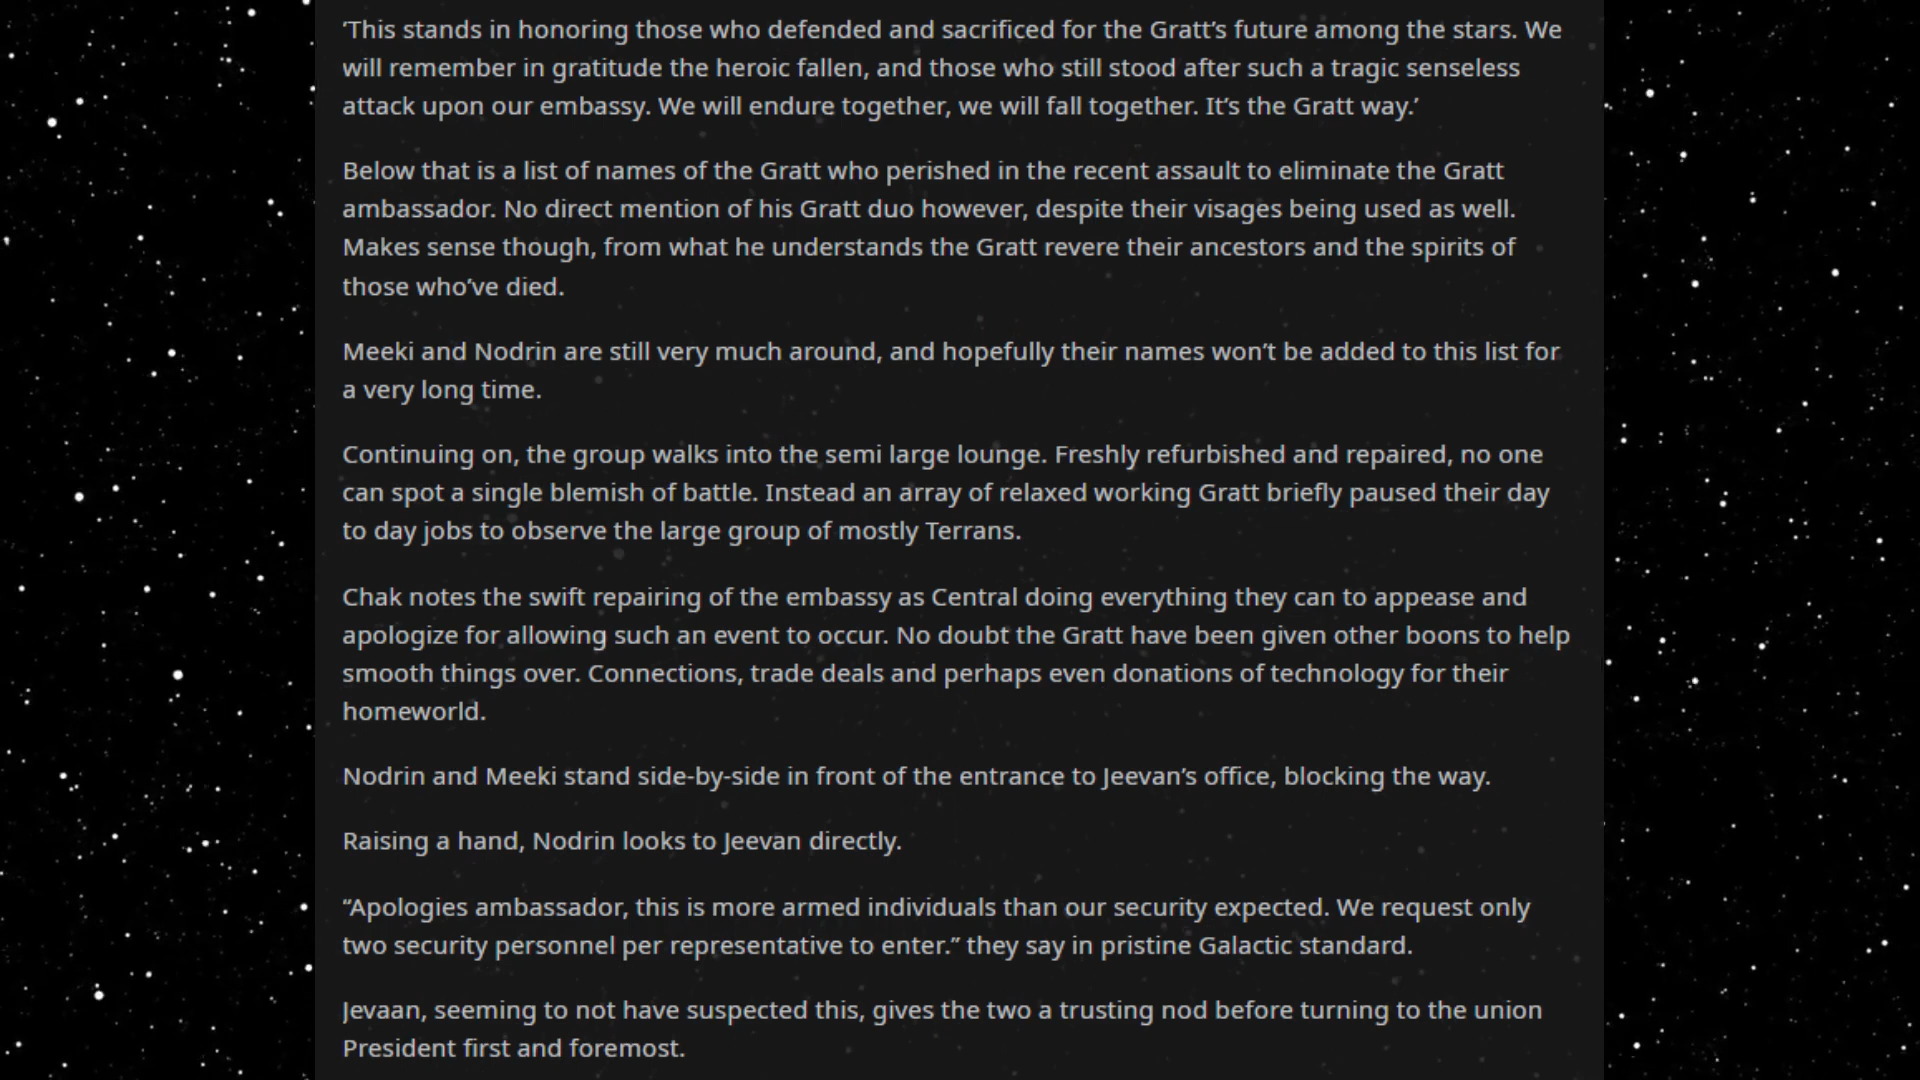 ‘This stands in honoring those who defended and sacrificed for the Gratt’s future among the stars. We
will remember in gratitude the heroic fallen, and those who still stood after such a tragic senseless
attack upon our embassy. We will endure together, we will fall together. It’s the Gratt way.’
Below that is a list of names of the Gratt who perished in the recent assault to eliminate the Gratt
ambassador. No direct mention of his Gratt duo however, despite their visages being used as well.
Makes sense though, from what he understands the Gratt revere their ancestors and the spirits of
those who’ve died.
Meeki and Nodrin are still very much around, and hopefully their names won’t be added to this list for
a very long time.
Continuing on, the group walks into the semi large lounge. Freshly refurbished and repaired, no one
can spot a single blemish of battle. Instead an array of relaxed working Gratt briefly paused their day
to day jobs to observe the large group of mostly Terrans.
Chak notes the swift repairing of the embassy as Central doing everything they can to appease and
apologize for allowing such an event to occur. No doubt the Gratt have been given other boons to help
smooth things over. Connections, trade deals and perhaps even donations of technology for their
homeworld.
Nodrin and Meeki stand side-by-side in front of the entrance to Jeevan’s office, blocking the way.
Raising a hand, Nodrin looks to Jeevan directly.
“Apologies ambassador, this is more armed individuals than our security expected. We request only
two security personnel per representative to enter.” they say in pristine Galactic standard.
Jevaan, seeming to not have suspected this, gives the two a trusting nod before turning to the union
President first and foremost.